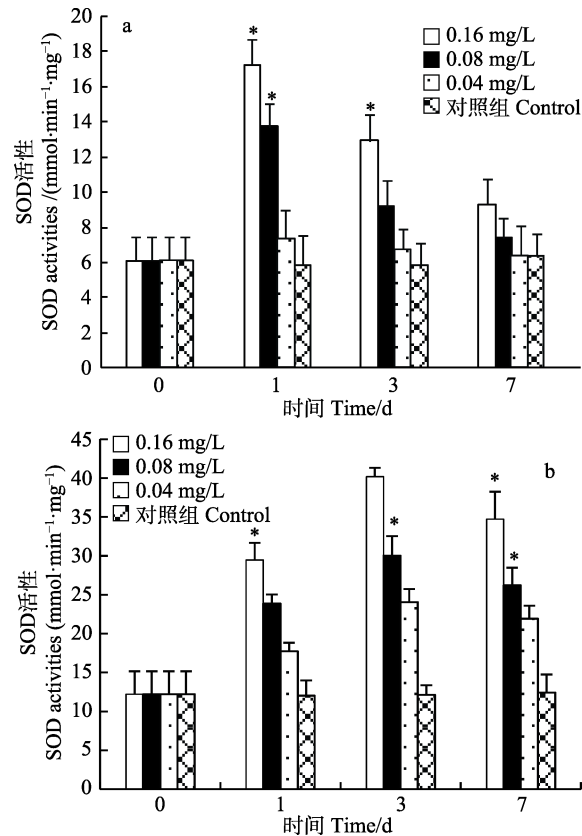 a
20
18
16
14
12
10
8
6
4
2
0
SOD活性
SOD activities /(mmol·min⁻¹·mg⁻¹)
* * *
0.16 mg/L
0.08 mg/L
0.04 mg/L
对照组 Control
0 1 3 7
时间 Time/d
b
45
40
35
30
25
20
15
10
5
0
SOD活性
SOD activities (mmol·min⁻¹·mg⁻¹)
0.16 mg/L
0.08 mg/L
0.04 mg/L
对照组 Control
* * * *
0 1 3 7
时间 Time/d